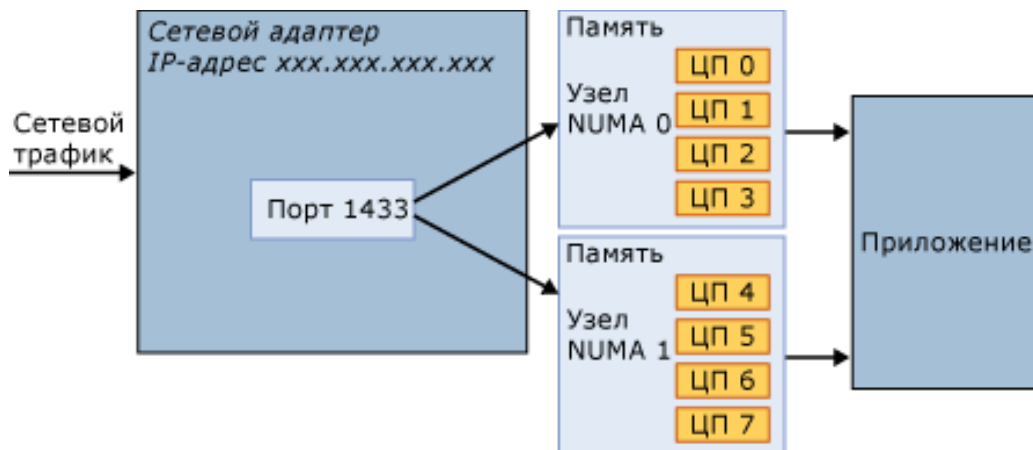 Сетевой адаптер
IP-адрес xxx.xxx.xxx.xxx
Сетевой
трафик
Порт 1433
Память
Узел
NUMA 0
ЦП 0
ЦП 1
ЦП 2
ЦП 3
Память
Узел
NUMA 1
ЦП 4
ЦП 5
ЦП 6
ЦП 7
Приложение